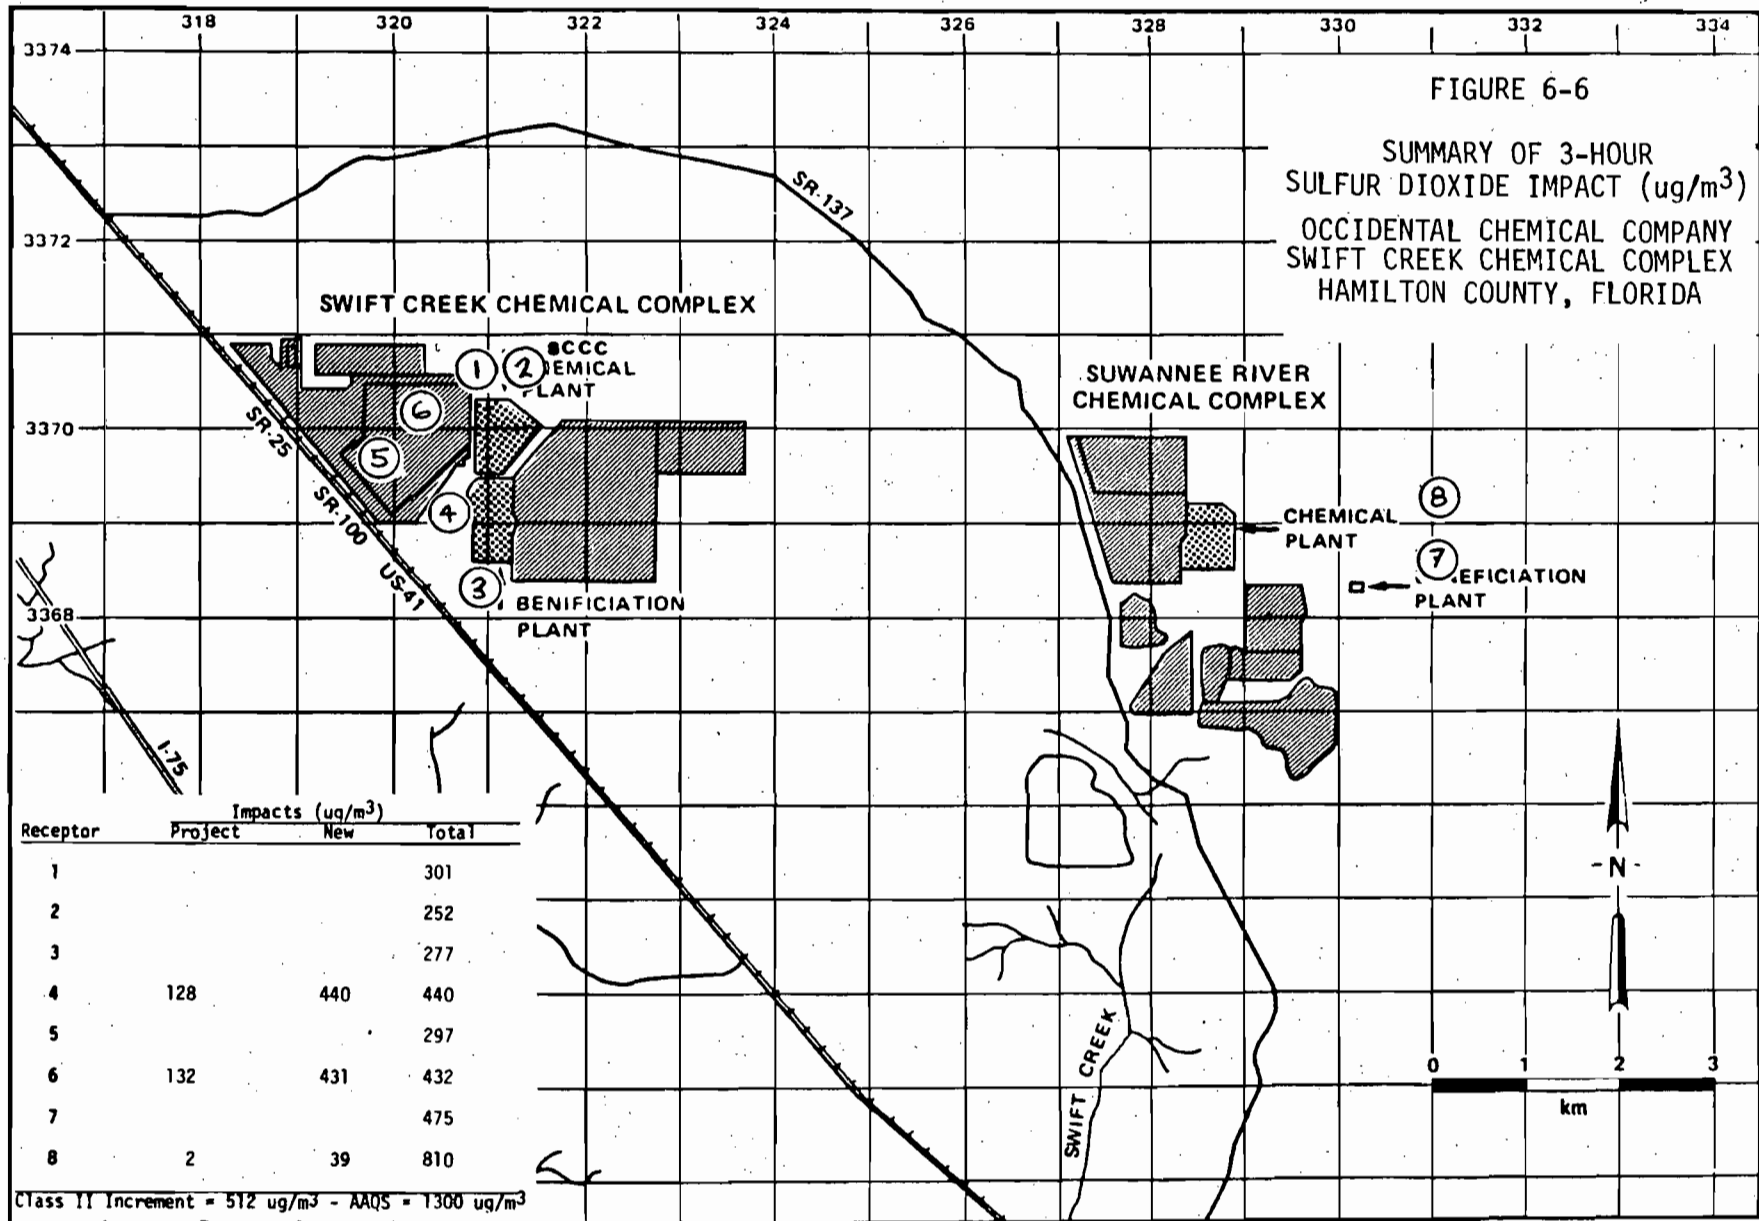 318 320 322 324 326 328 330 332 334
3374
3372
3370
3368
FIGURE 6-6
SUMMARY OF 3-HOUR
SULFUR DIOXIDE IMPACT (ug/m³)
OCCIDENTAL CHEMICAL COMPANY
SWIFT CREEK CHEMICAL COMPLEX
HAMILTON COUNTY, FLORIDA
SR-137
SWIFT CREEK CHEMICAL COMPLEX
1
2
SCCC
EMICAL
PLANT
6
5
4
3
BENIFICIATION
PLANT
SR-25
SR-100
US-41
I-75
SUWANNEE RIVER
CHEMICAL COMPLEX
8
CHEMICAL
PLANT
7
EFICIATION
PLANT
SWIFT CREEK
-N-
0 1 2 3
km
Impacts (ug/m³)
Receptor Project New Total
1 301
2 252
3 277
4 128 440 440
5 297
6 132 431 432
7 475
8 2 39 810
Class II Increment = 512 ug/m³ - AAQS = 1300 ug/m³